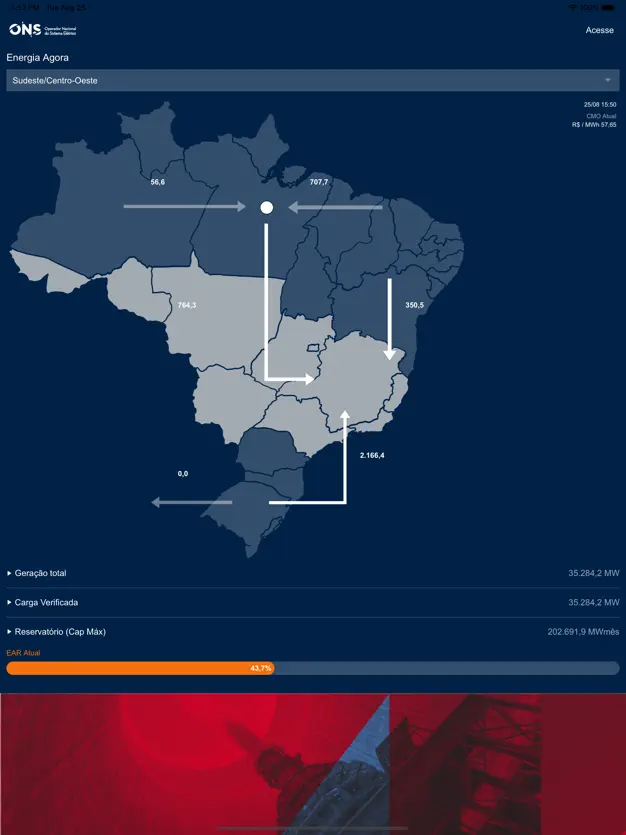 1:53 PM Tue Aug 25
100%
ONS Operador Nacional
do Sistema Elétrico
Acesse
Energia Agora
Sudeste/Centro-Oeste
25/08 15:50
CMO Atual
R$ / MWh 57,65
56,6
707,7
764,3
350,5
2.166,4
0,0
Geração total
35.284,2 MW
Carga Verificada
35.284,2 MW
Reservatório (Cap Máx)
202.691,9 MWmês
EAR Atual
43,7%